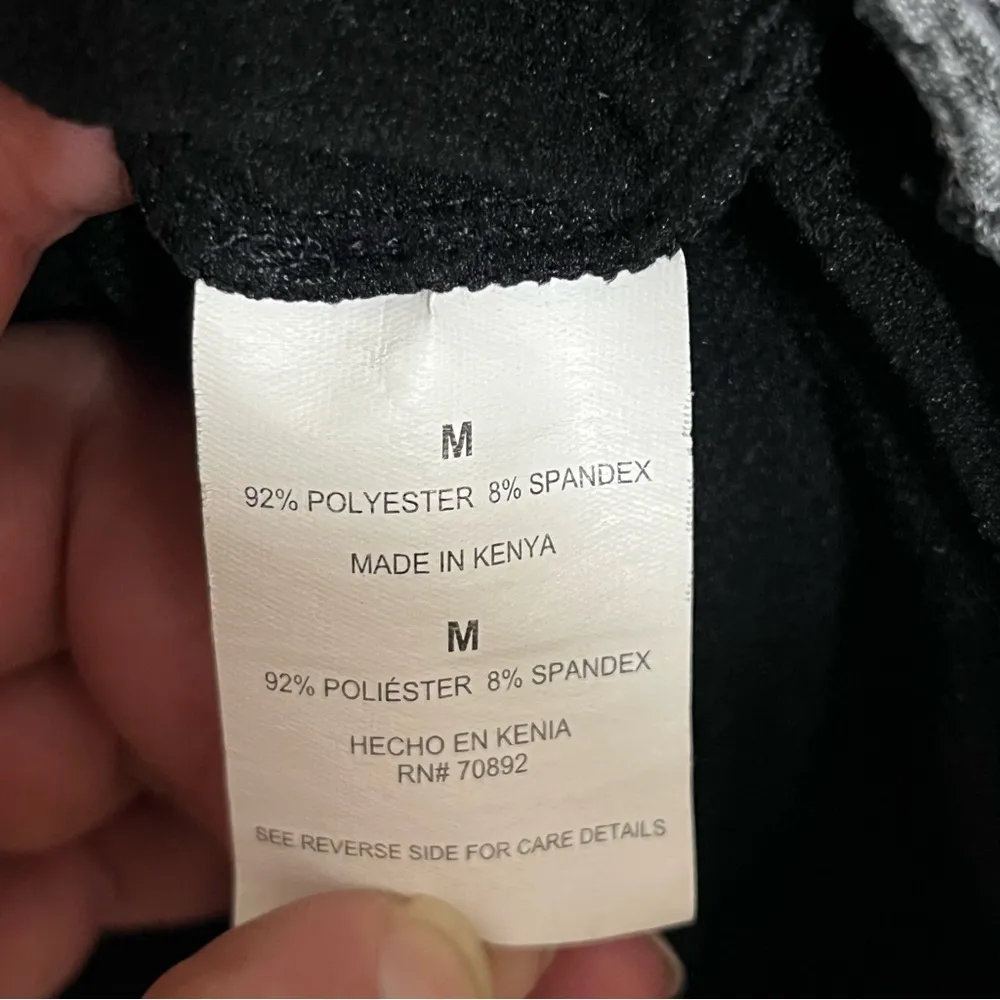 M
92% POLYESTER 8% SPANDEX
MADE IN KENYA
M
92% POLIÉSTER 8% SPANDEX
HECHO EN KENIA
RN# 70892
SEE REVERSE SIDE FOR CARE DETAILS